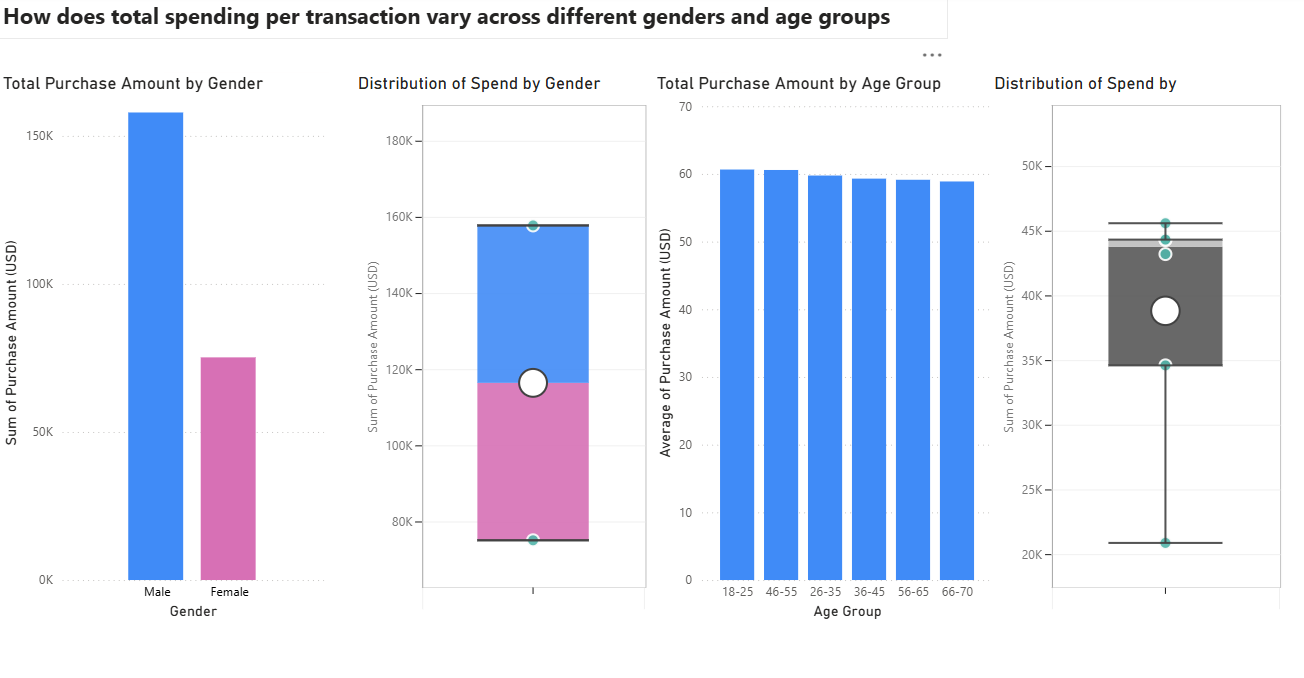 How does total spending per transaction vary across different genders and age groups
Total Purchase Amount by Gender
Sum of Purchase Amount (USD)
150K
100K
50K
0K
Male Female
Gender
Distribution of Spend by Gender
Sum of Purchase Amount (USD)
180K
160K
140K
120K
100K
80K
Total Purchase Amount by Age Group
Average of Purchase Amount (USD)
70
60
50
40
30
20
10
0
18-25 46-55 26-35 36-45 56-65 66-70
Age Group
Distribution of Spend by
Sum of Purchase Amount (USD)
50K
45K
40K
35K
30K
25K
20K